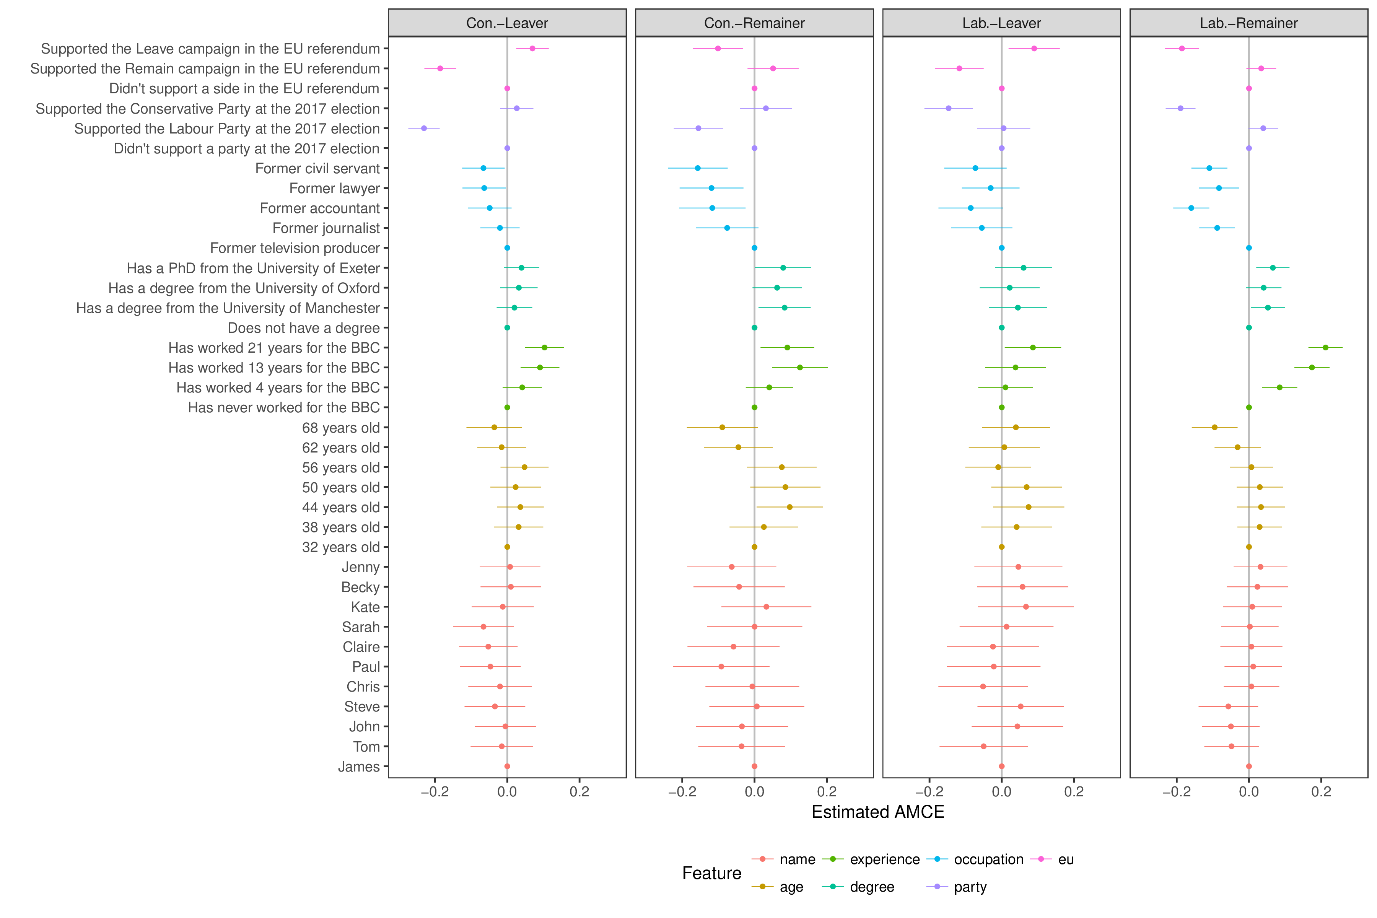 Con.-Leaver Con.-Remainer Lab.-Leaver Lab.-Remainer
Supported the Leave campaign in the EU referendum
Supported the Remain campaign in the EU referendum
Didn't support a side in the EU referendum
Supported the Conservative Party at the 2017 election
Supported the Labour Party at the 2017 election
Didn't support a party at the 2017 election
Former civil servant
Former lawyer
Former accountant
Former journalist
Former television producer
Has a PhD from the University of Exeter
Has a degree from the University of Oxford
Has a degree from the University of Manchester
Does not have a degree
Has worked 21 years for the BBC
Has worked 13 years for the BBC
Has worked 4 years for the BBC
Has never worked for the BBC
68 years old
62 years old
56 years old
50 years old
44 years old
38 years old
32 years old
Jenny
Becky
Kate
Sarah
Claire
Paul
Chris
Steve
John
Tom
James
−0.2 0.0 0.2 −0.2 0.0 0.2 −0.2 0.0 0.2 −0.2 0.0 0.2
Estimated AMCE
Feature
name experience occupation eu
age degree party